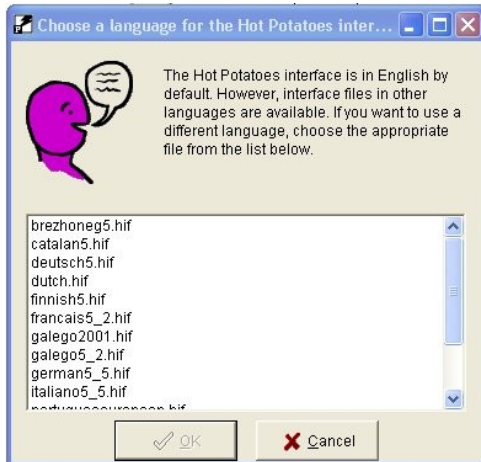 Choose a language for the Hot Potatoes inter...
The Hot Potatoes interface is in English by
default. However, interface files in other
languages are available. If you want to use a
different language, choose the appropriate
file from the list below.
brezhoneg5.hif
catalan5.hif
deutsch5.hif
dutch.hif
finnish5.hif
francais5_2.hif
galego2001.hif
galego5_2.hif
german5_5.hif
italiano5_5.hif
OK
Cancel